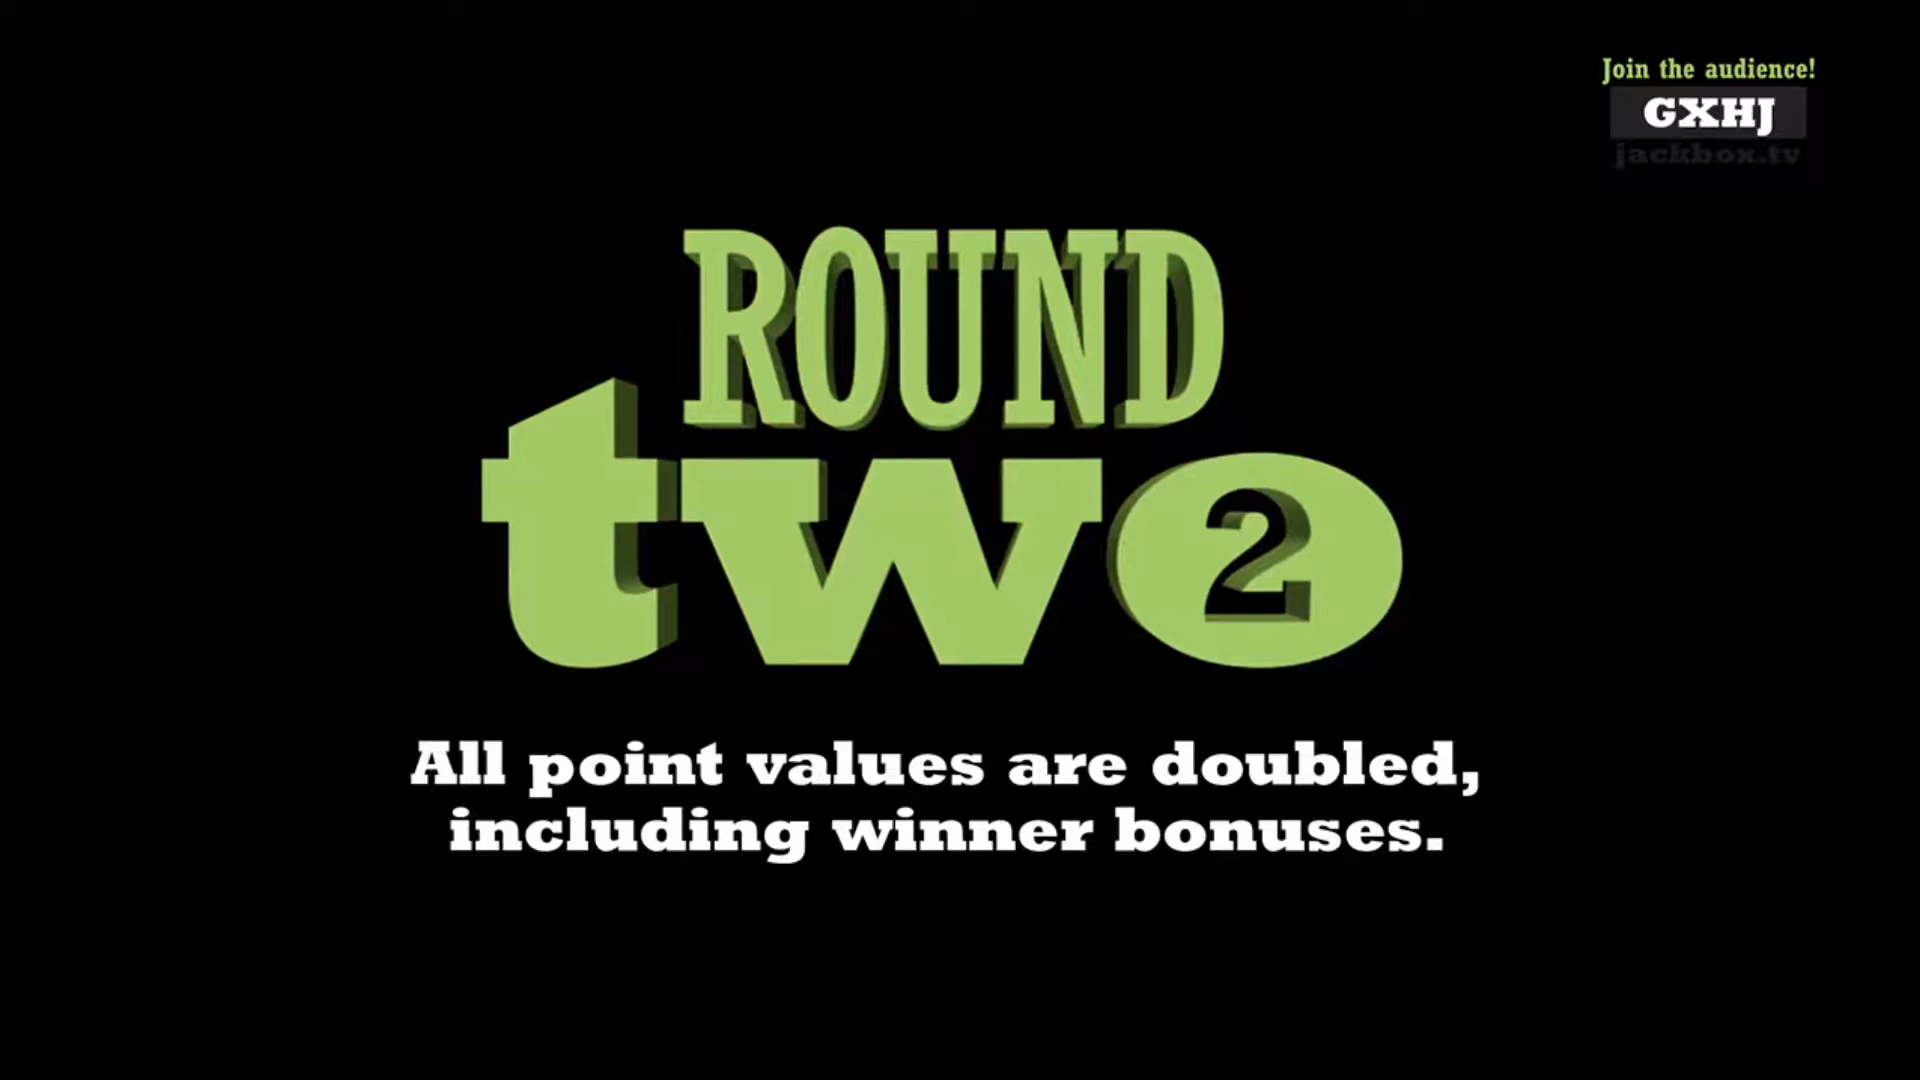 Join the audience!
GXHJ
jackbox.tv
ROUND
two
2
All point values are doubled,
including winner bonuses.